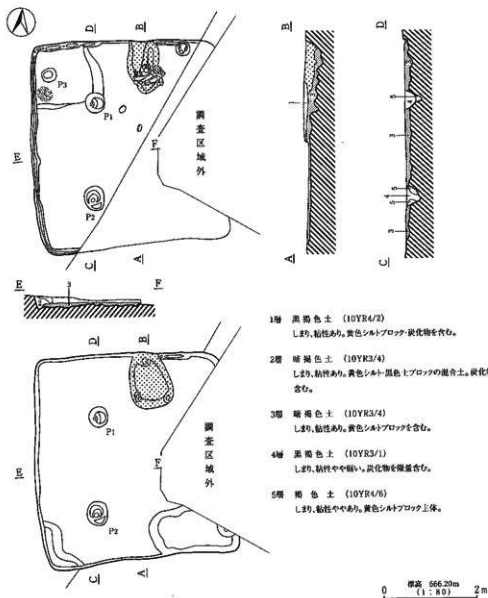 D
B
P3
P1
調査区域外
E
F
P2
C
A
B
A
D
5
3
5
4
5
3
C
E
3
F
D
B
P1
調査区域外
F
E
P2
C
A
1層 黒褐色土 (10YR4/2)
しまり、粘性あり。黄色シルトブロック・炭化物を含む。
2層 暗褐色土 (10YR3/4)
しまり、粘性あり。黄色シルト・黒色土ブロックの混合土。炭化物
含む。
3層 暗褐色土 (10YR3/4)
しまり、粘性あり。黄色シルトブロックを含む。
4層 黒褐色土 (10YR3/1)
しまり、粘性やや弱い。炭化物を微量含む。
5層 褐色土 (10YR4/6)
しまり、粘性ややあり。黄色シルトブロック主体。
標高 666.20m
0 (1:80) 2m